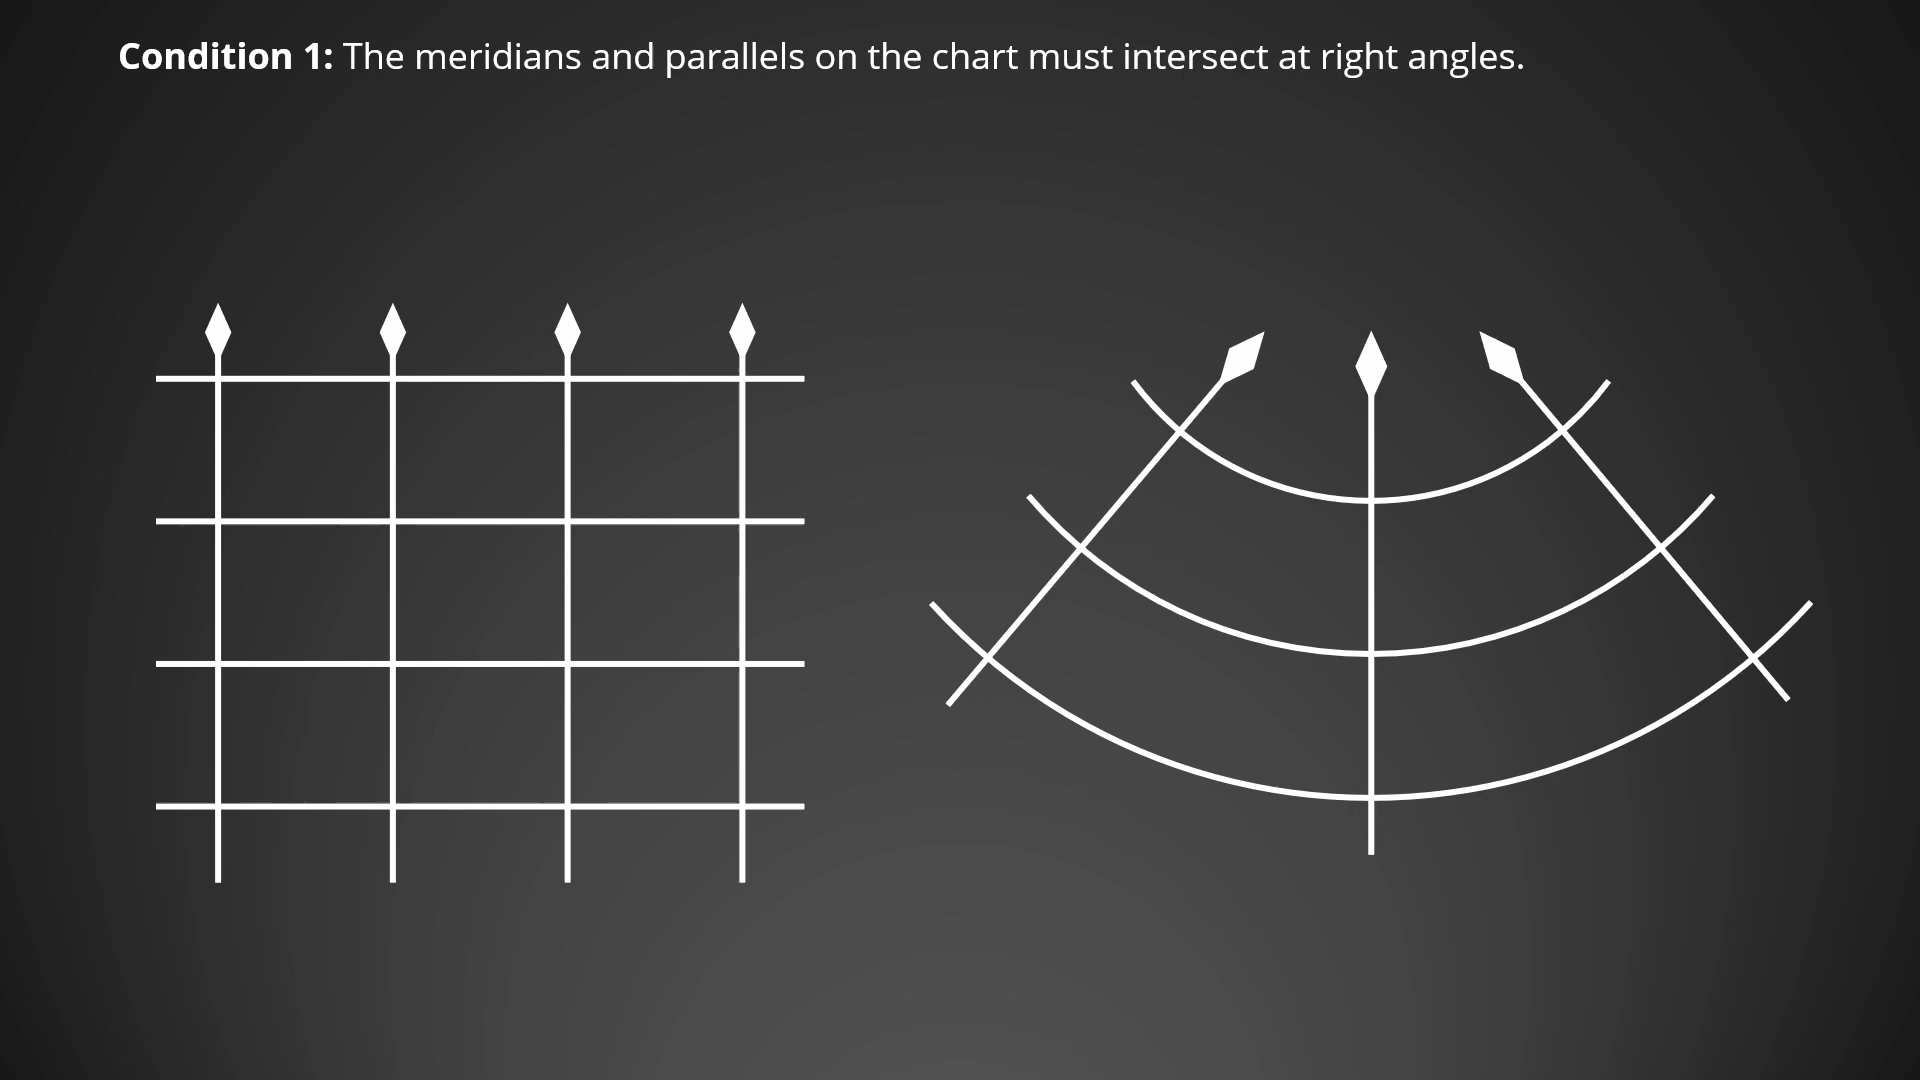 Condition 1: The meridians and parallels on the chart must intersect at right angles.